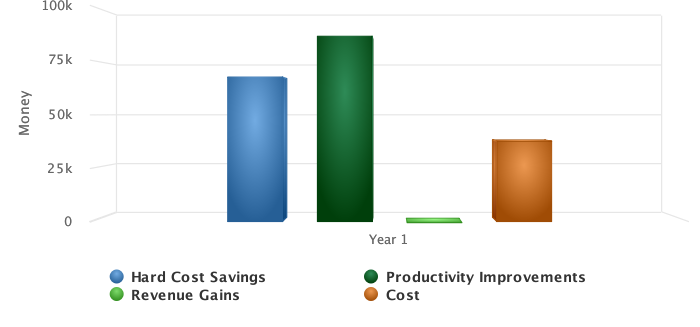 100k
75k
50k
25k
0
Money
Year 1
Hard Cost Savings
Productivity Improvements
Revenue Gains
Cost